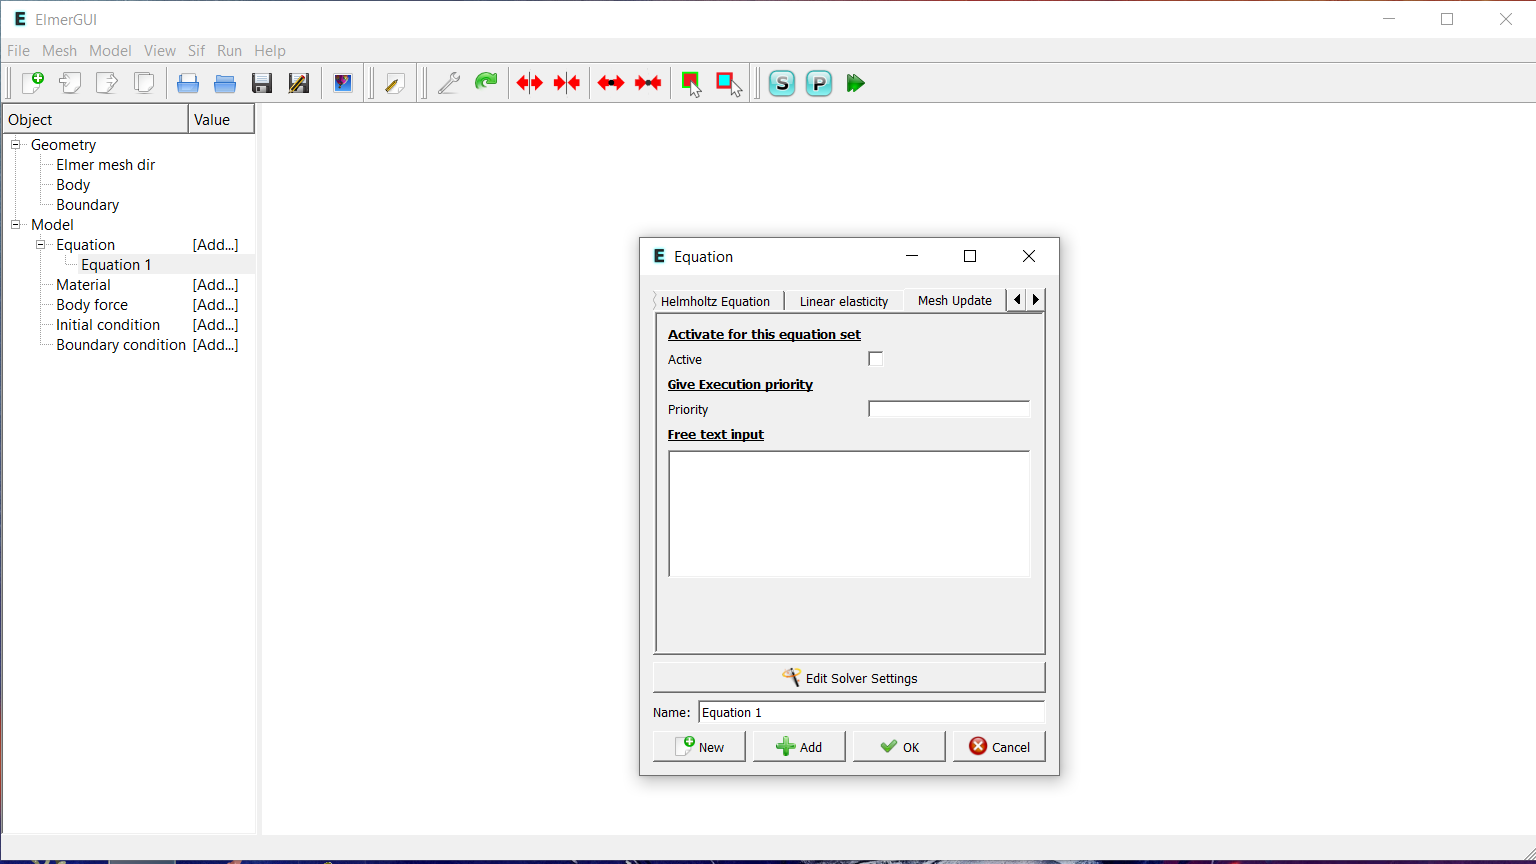 E ElmerGUI
File Mesh Model View Sif Run Help
S P
Object Value
Geometry
Elmer mesh dir
Body
Boundary
Model
Equation [Add...]
Equation 1
Material [Add...]
Body force [Add...]
Initial condition [Add...]
Boundary condition [Add...]
E Equation
Helmholtz Equation Linear elasticity Mesh Update
Activate for this equation set
Active
Give Execution priority
Priority
Free text input
Edit Solver Settings
Name: Equation 1
New Add OK Cancel